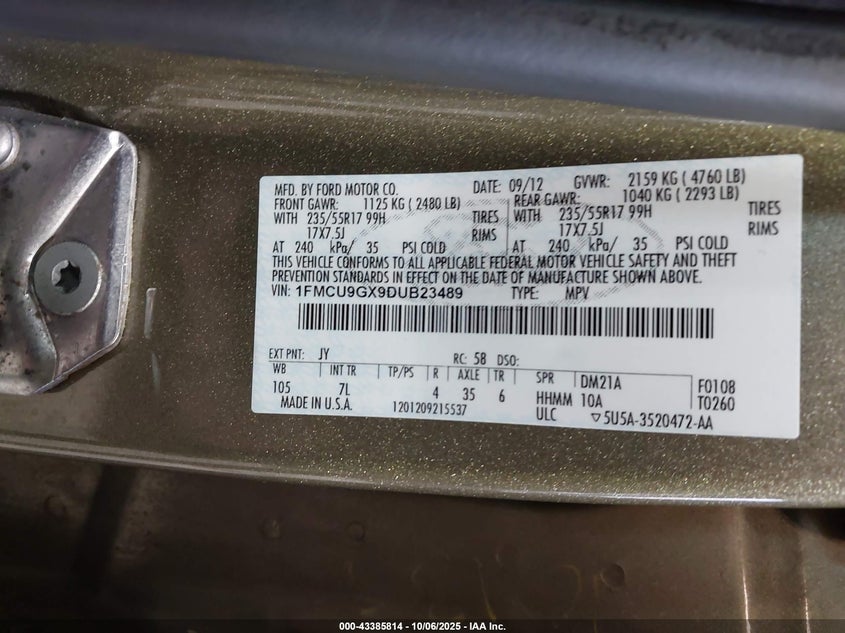 MFD. BY FORD MOTOR CO. DATE: 09/12 GVWR: 2159 KG ( 4760 LB)
FRONT GAWR: 1125 KG ( 2480 LB) REAR GAWR: 1040 KG ( 2293 LB)
WITH 235/55R17 99H TIRES WITH 235/55R17 99H TIRES
17X7.5J RIMS 17X7.5J RIMS
AT 240 kPa/ 35 PSI COLD AT 240 kPa/ 35 PSI COLD
THIS VEHICLE CONFORMS TO ALL APPLICABLE FEDERAL MOTOR VEHICLE SAFETY AND THEFT
PREVENTION STANDARDS IN EFFECT ON THE DATE OF MANUFACTURE SHOWN ABOVE.
VIN: 1FMCU9GX9DUB23489 TYPE: MPV
EXT PNT: JY RC: 58 DSO:
WB INT TR TP/PS R AXLE TR SPR DM21A F0108
105 7L 4 35 6 HHMM 10A T0260
MADE IN U.S.A. 1201209215537 ULC ▽5U5A-3520472-AA
000-43385814 - 10/06/2025 - IAA Inc.